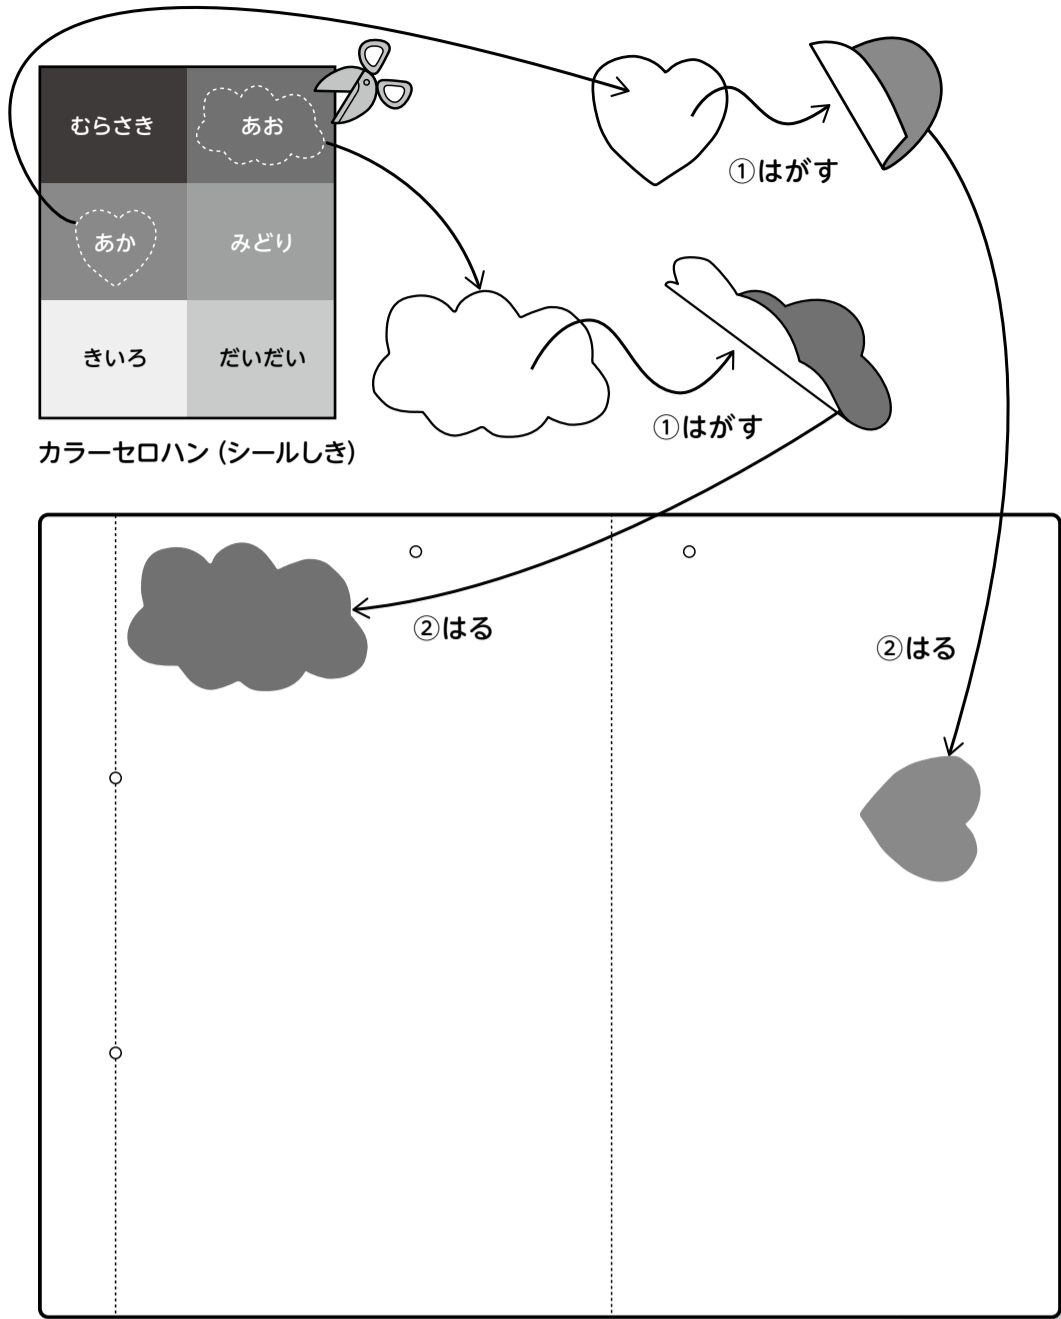 むらさき
あお
あか
みどり
きいろ
だいだい
カラーセロハン (シールしき)
①はがす
①はがす
②はる
②はる